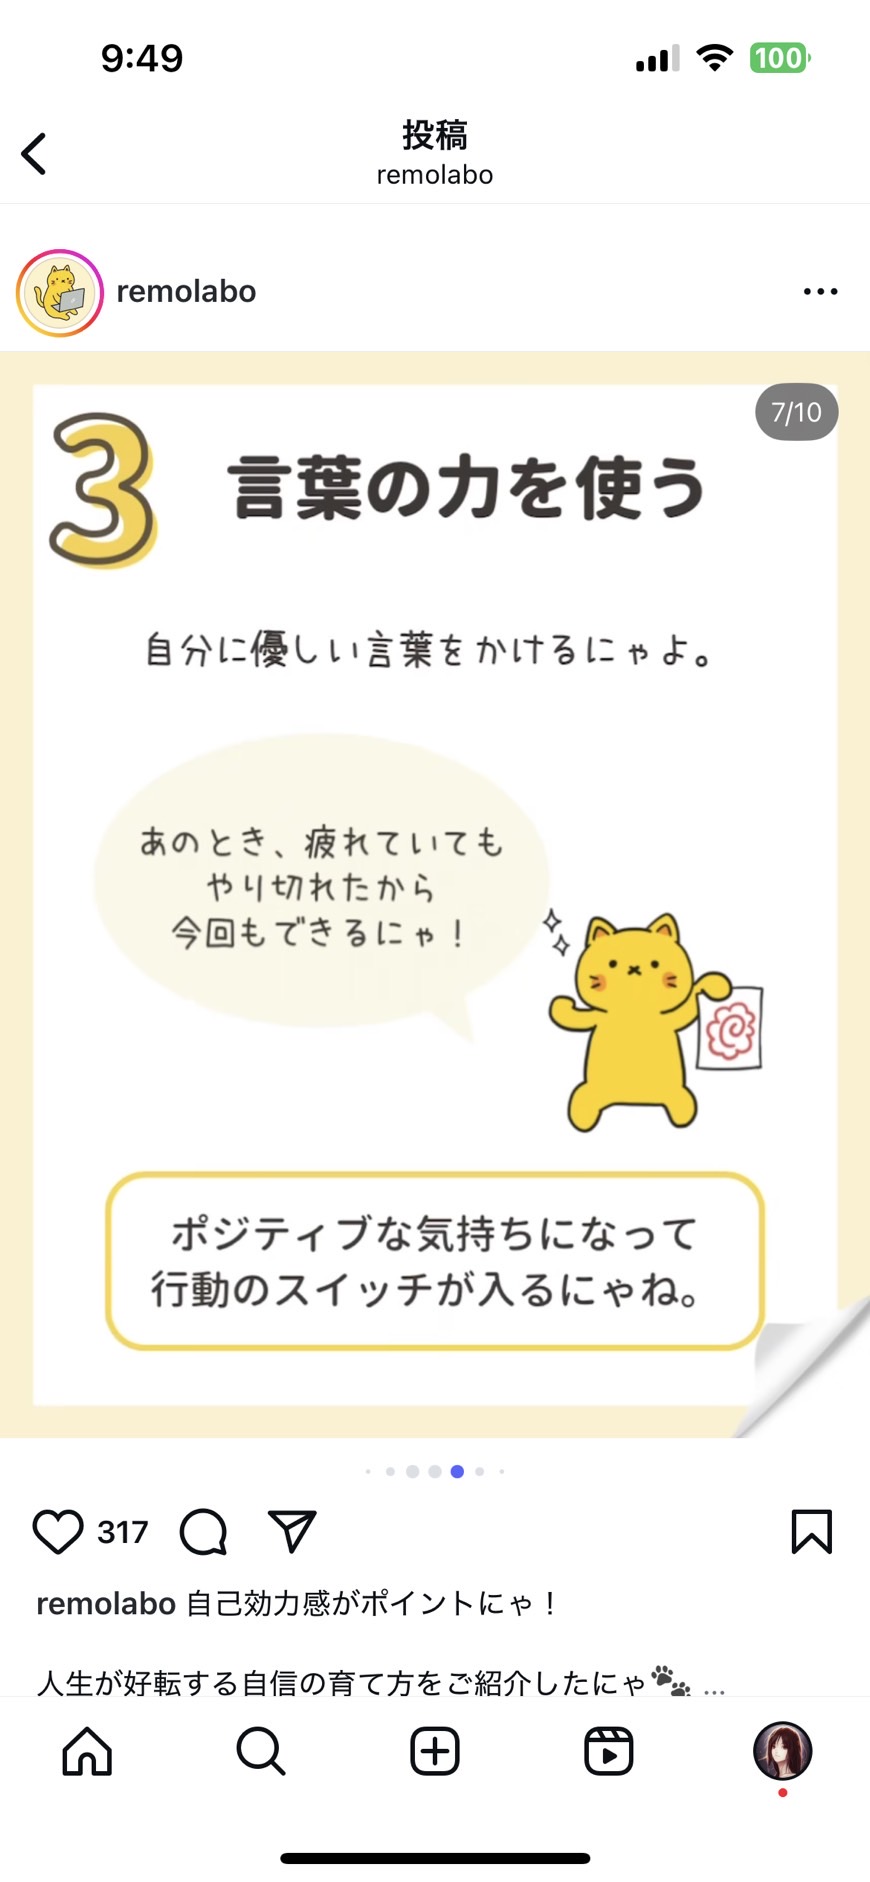 9:49
100
投稿
remolabo
remolabo
7/10
3 言葉の力を使う
自分に優しい言葉をかけるにゃよ。
あのとき、疲れていても
やり切れたから
今回もできるにゃ！
ポジティブな気持ちになって
行動のスイッチが入るにゃね。
317
remolabo 自己効力感がポイントにゃ！
人生が好転する自信の育て方をご紹介したにゃ🐾 ...